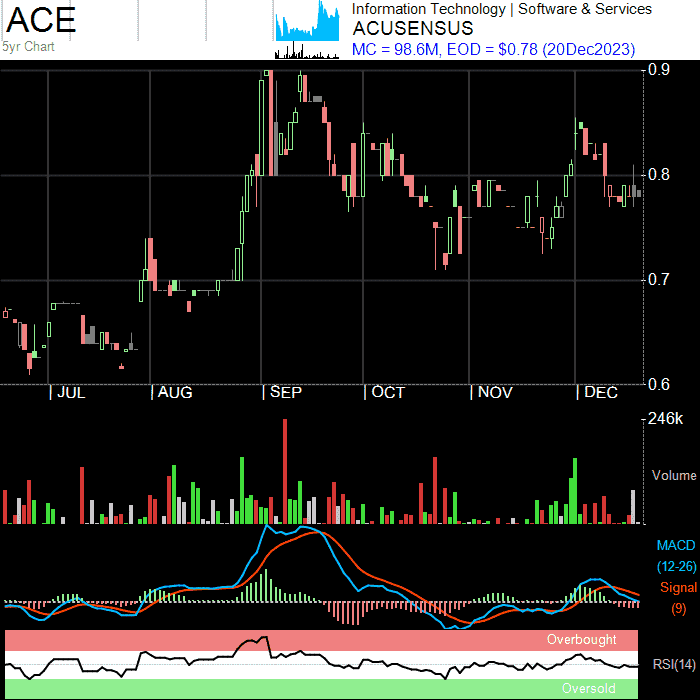 ACE
5yr Chart
Information Technology | Software & Services
ACUSENSUS
MC = 98.6M, EOD = $0.78 (20Dec2023)
0.9
0.8
0.7
0.6
| JUL | AUG | SEP | OCT | NOV | DEC
246k
Volume
MACD
(12-26)
Signal
(9)
Overbought
RSI(14)
Oversold